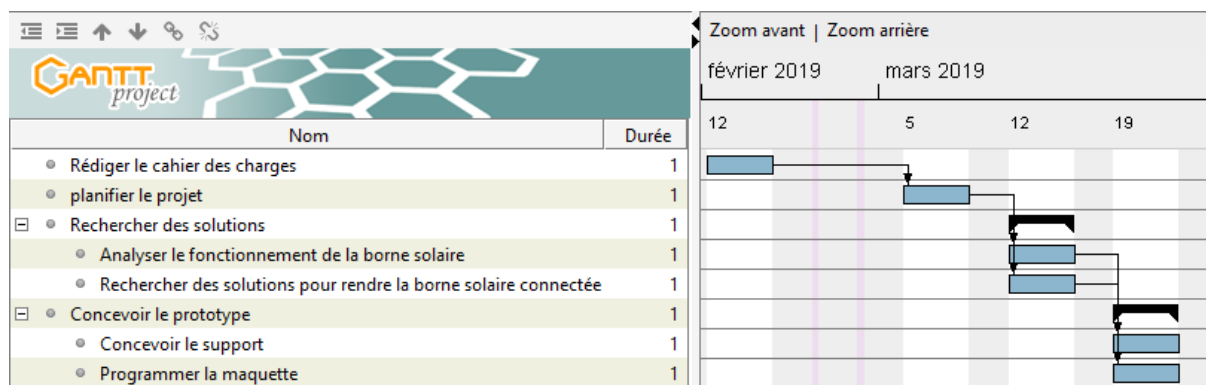 Zoom avant | Zoom arrière
GANTT
project
février 2019 mars 2019
12 5 12 19
Nom Durée
Rédiger le cahier des charges 1
planifier le projet 1
Rechercher des solutions 1
Analyser le fonctionnement de la borne solaire 1
Rechercher des solutions pour rendre la borne solaire connectée 1
Concevoir le prototype 1
Concevoir le support 1
Programmer la maquette 1